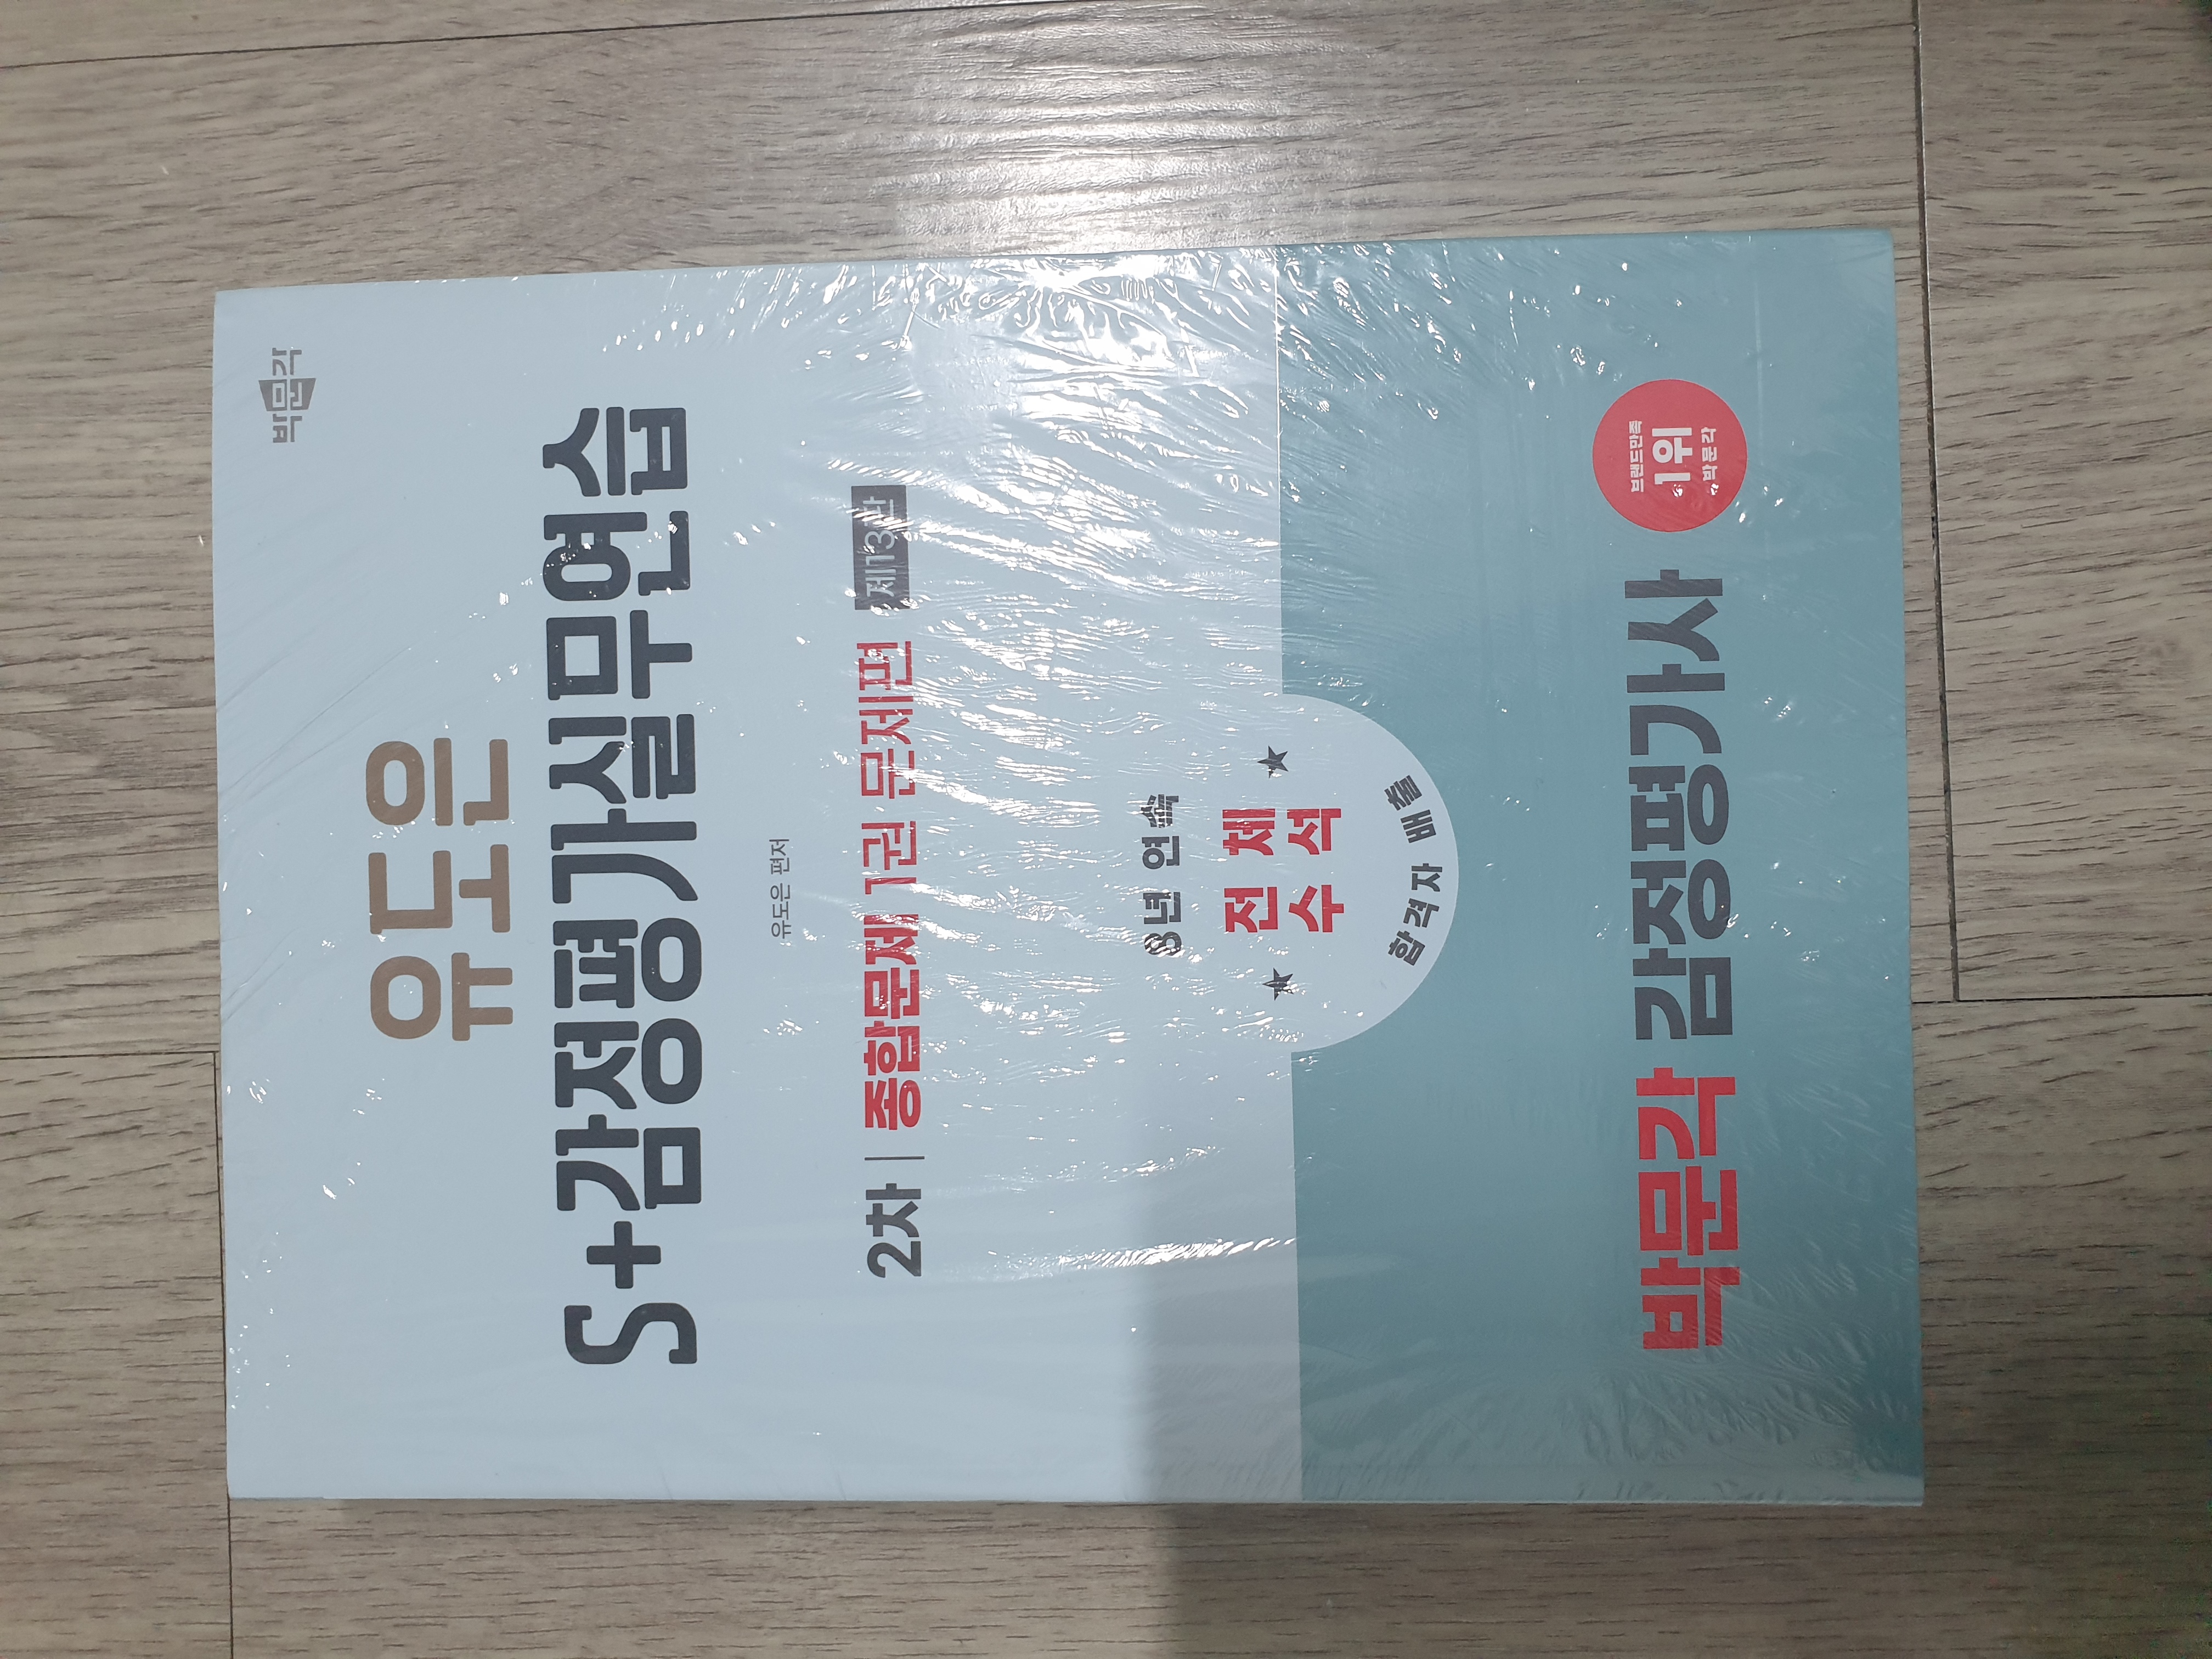 박문각
유도은
S+감정평가실무연습
유도은 편저
2차 | 종합문제 1권 문제편 제13판
8년 연속
전체
수석
합격자 배출
박문각 감정평가사
브랜드만족
1위
박문각